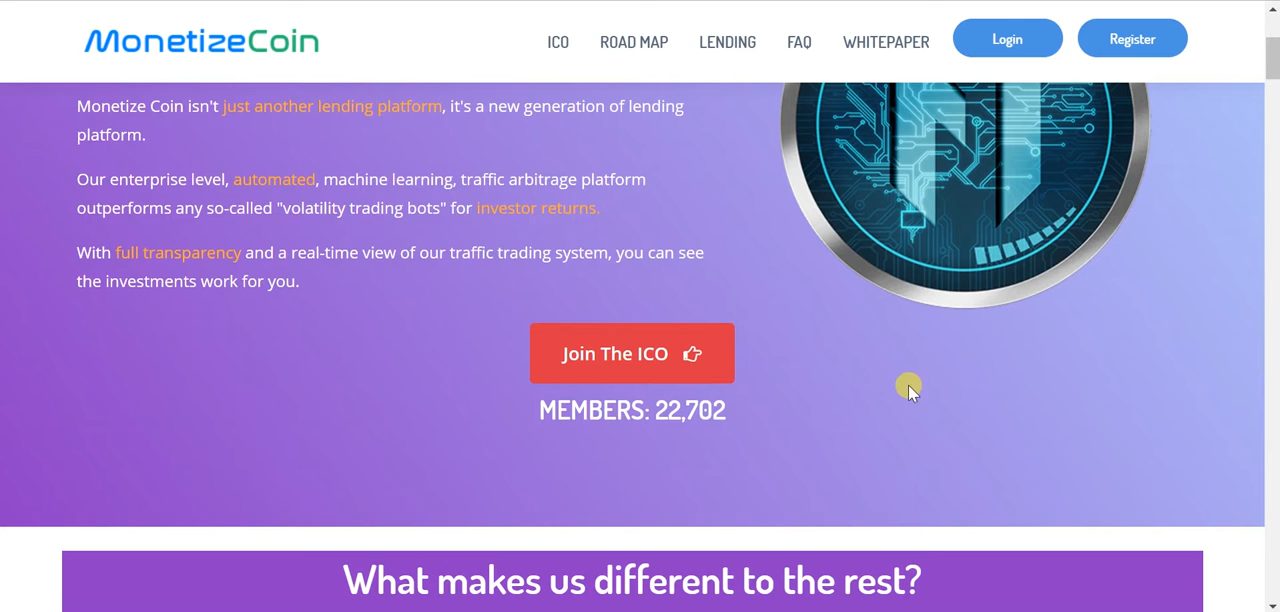 MonetizeCoin
ICO ROAD MAP LENDING FAQ WHITEPAPER Login Register
Monetize Coin isn't just another lending platform, it's a new generation of lending
platform.
Our enterprise level, automated, machine learning, traffic arbitrage platform
outperforms any so-called "volatility trading bots" for investor returns.
With full transparency and a real-time view of our traffic trading system, you can see
the investments work for you.
Join The ICO
MEMBERS: 22,702
What makes us different to the rest?